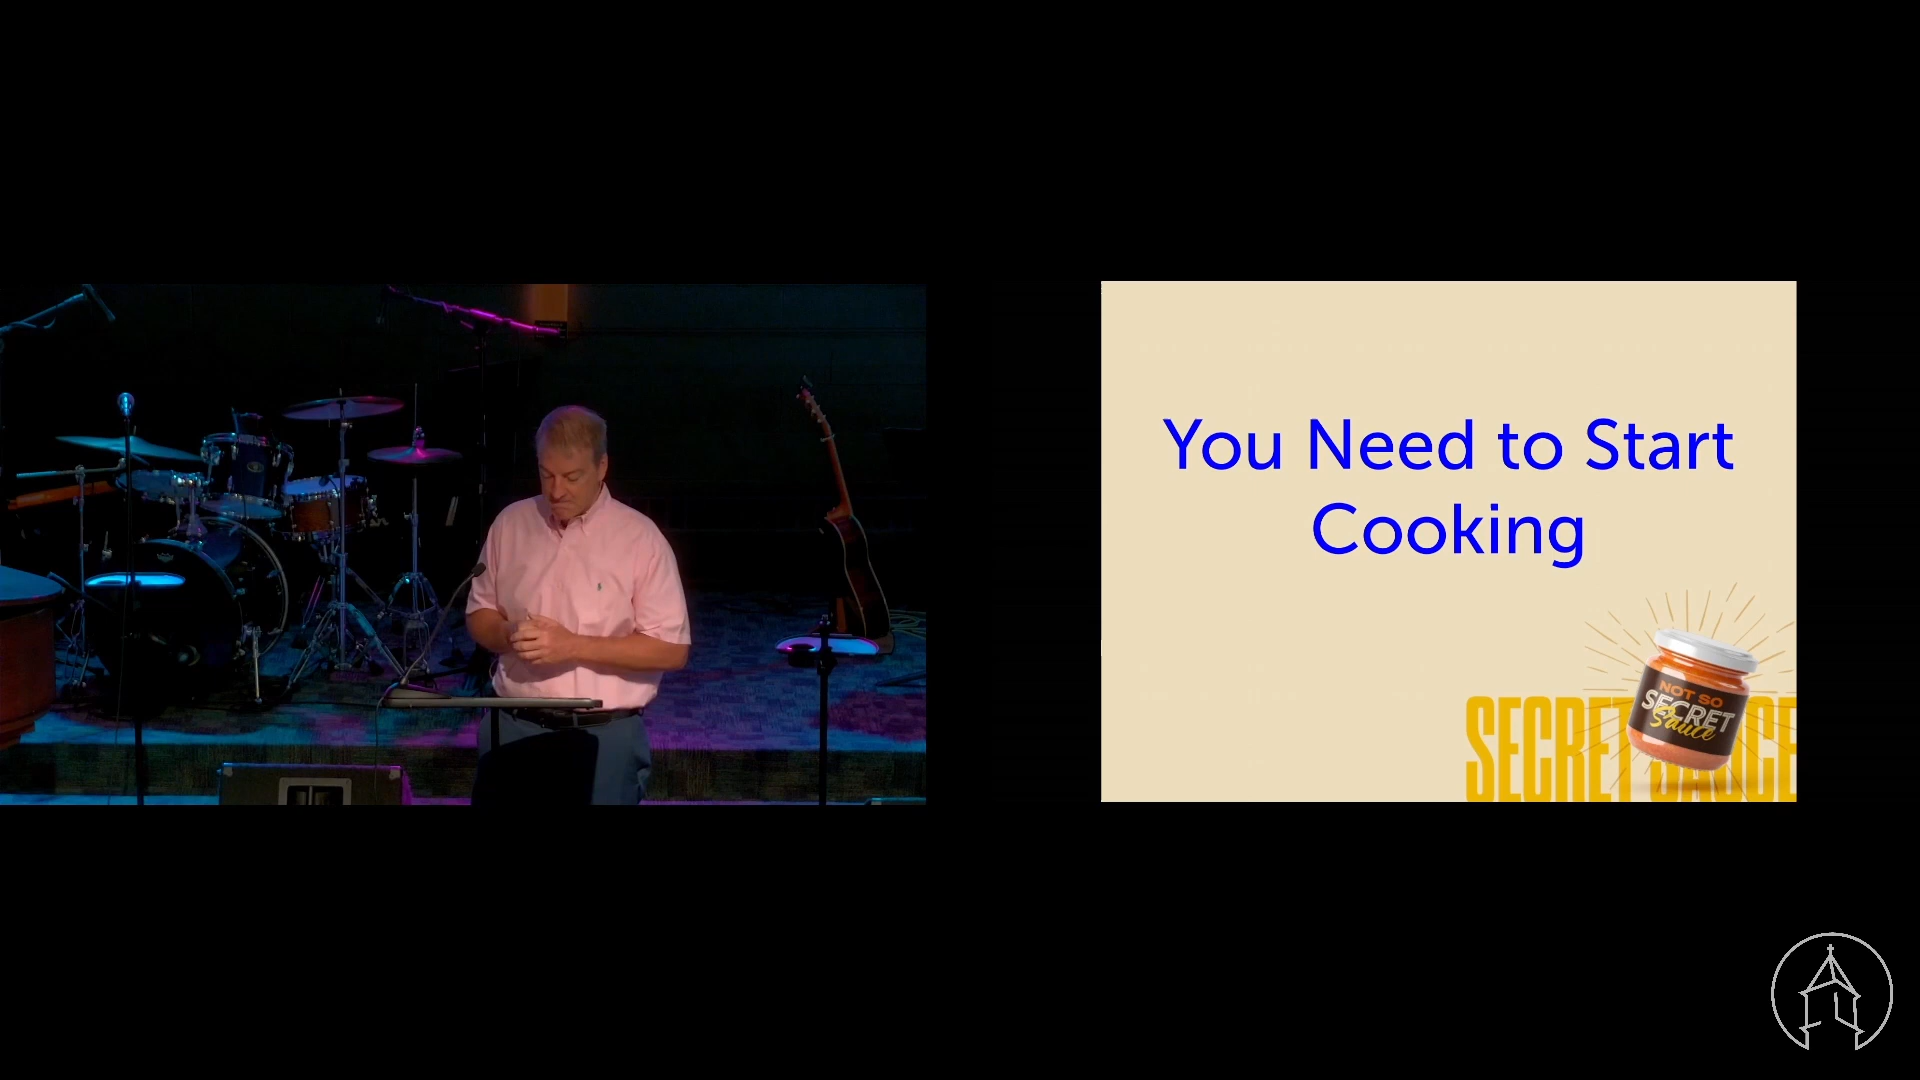 You Need to Start
Cooking
NOT SO
SECRET
Sauce
SECRET SAUCE